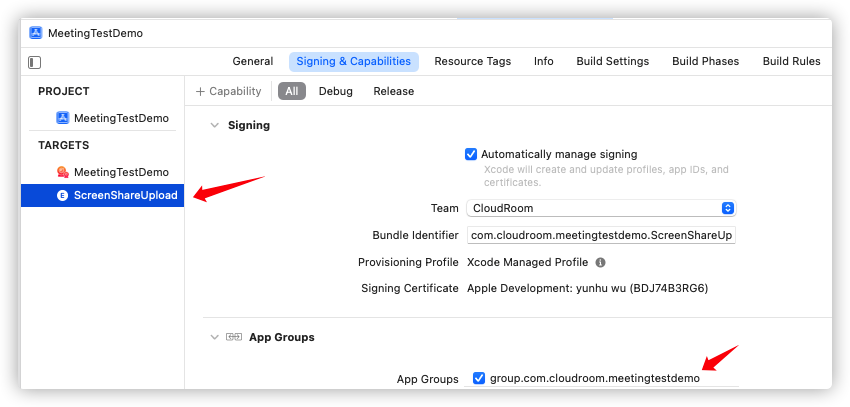 MeetingTestDemo
General Signing & Capabilities Resource Tags Info Build Settings Build Phases Build Rules
PROJECT
MeetingTestDemo
TARGETS
MeetingTestDemo
E ScreenShareUpload
+ Capability All Debug Release
Signing
Automatically manage signing
Xcode will create and update profiles, app IDs, and
certificates.
Team CloudRoom
Bundle Identifier com.cloudroom.meetingtestdemo.ScreenShareUp
Provisioning Profile Xcode Managed Profile
Signing Certificate Apple Development: yunhu wu (BDJ74B3RG6)
App Groups
App Groups group.com.cloudroom.meetingtestdemo